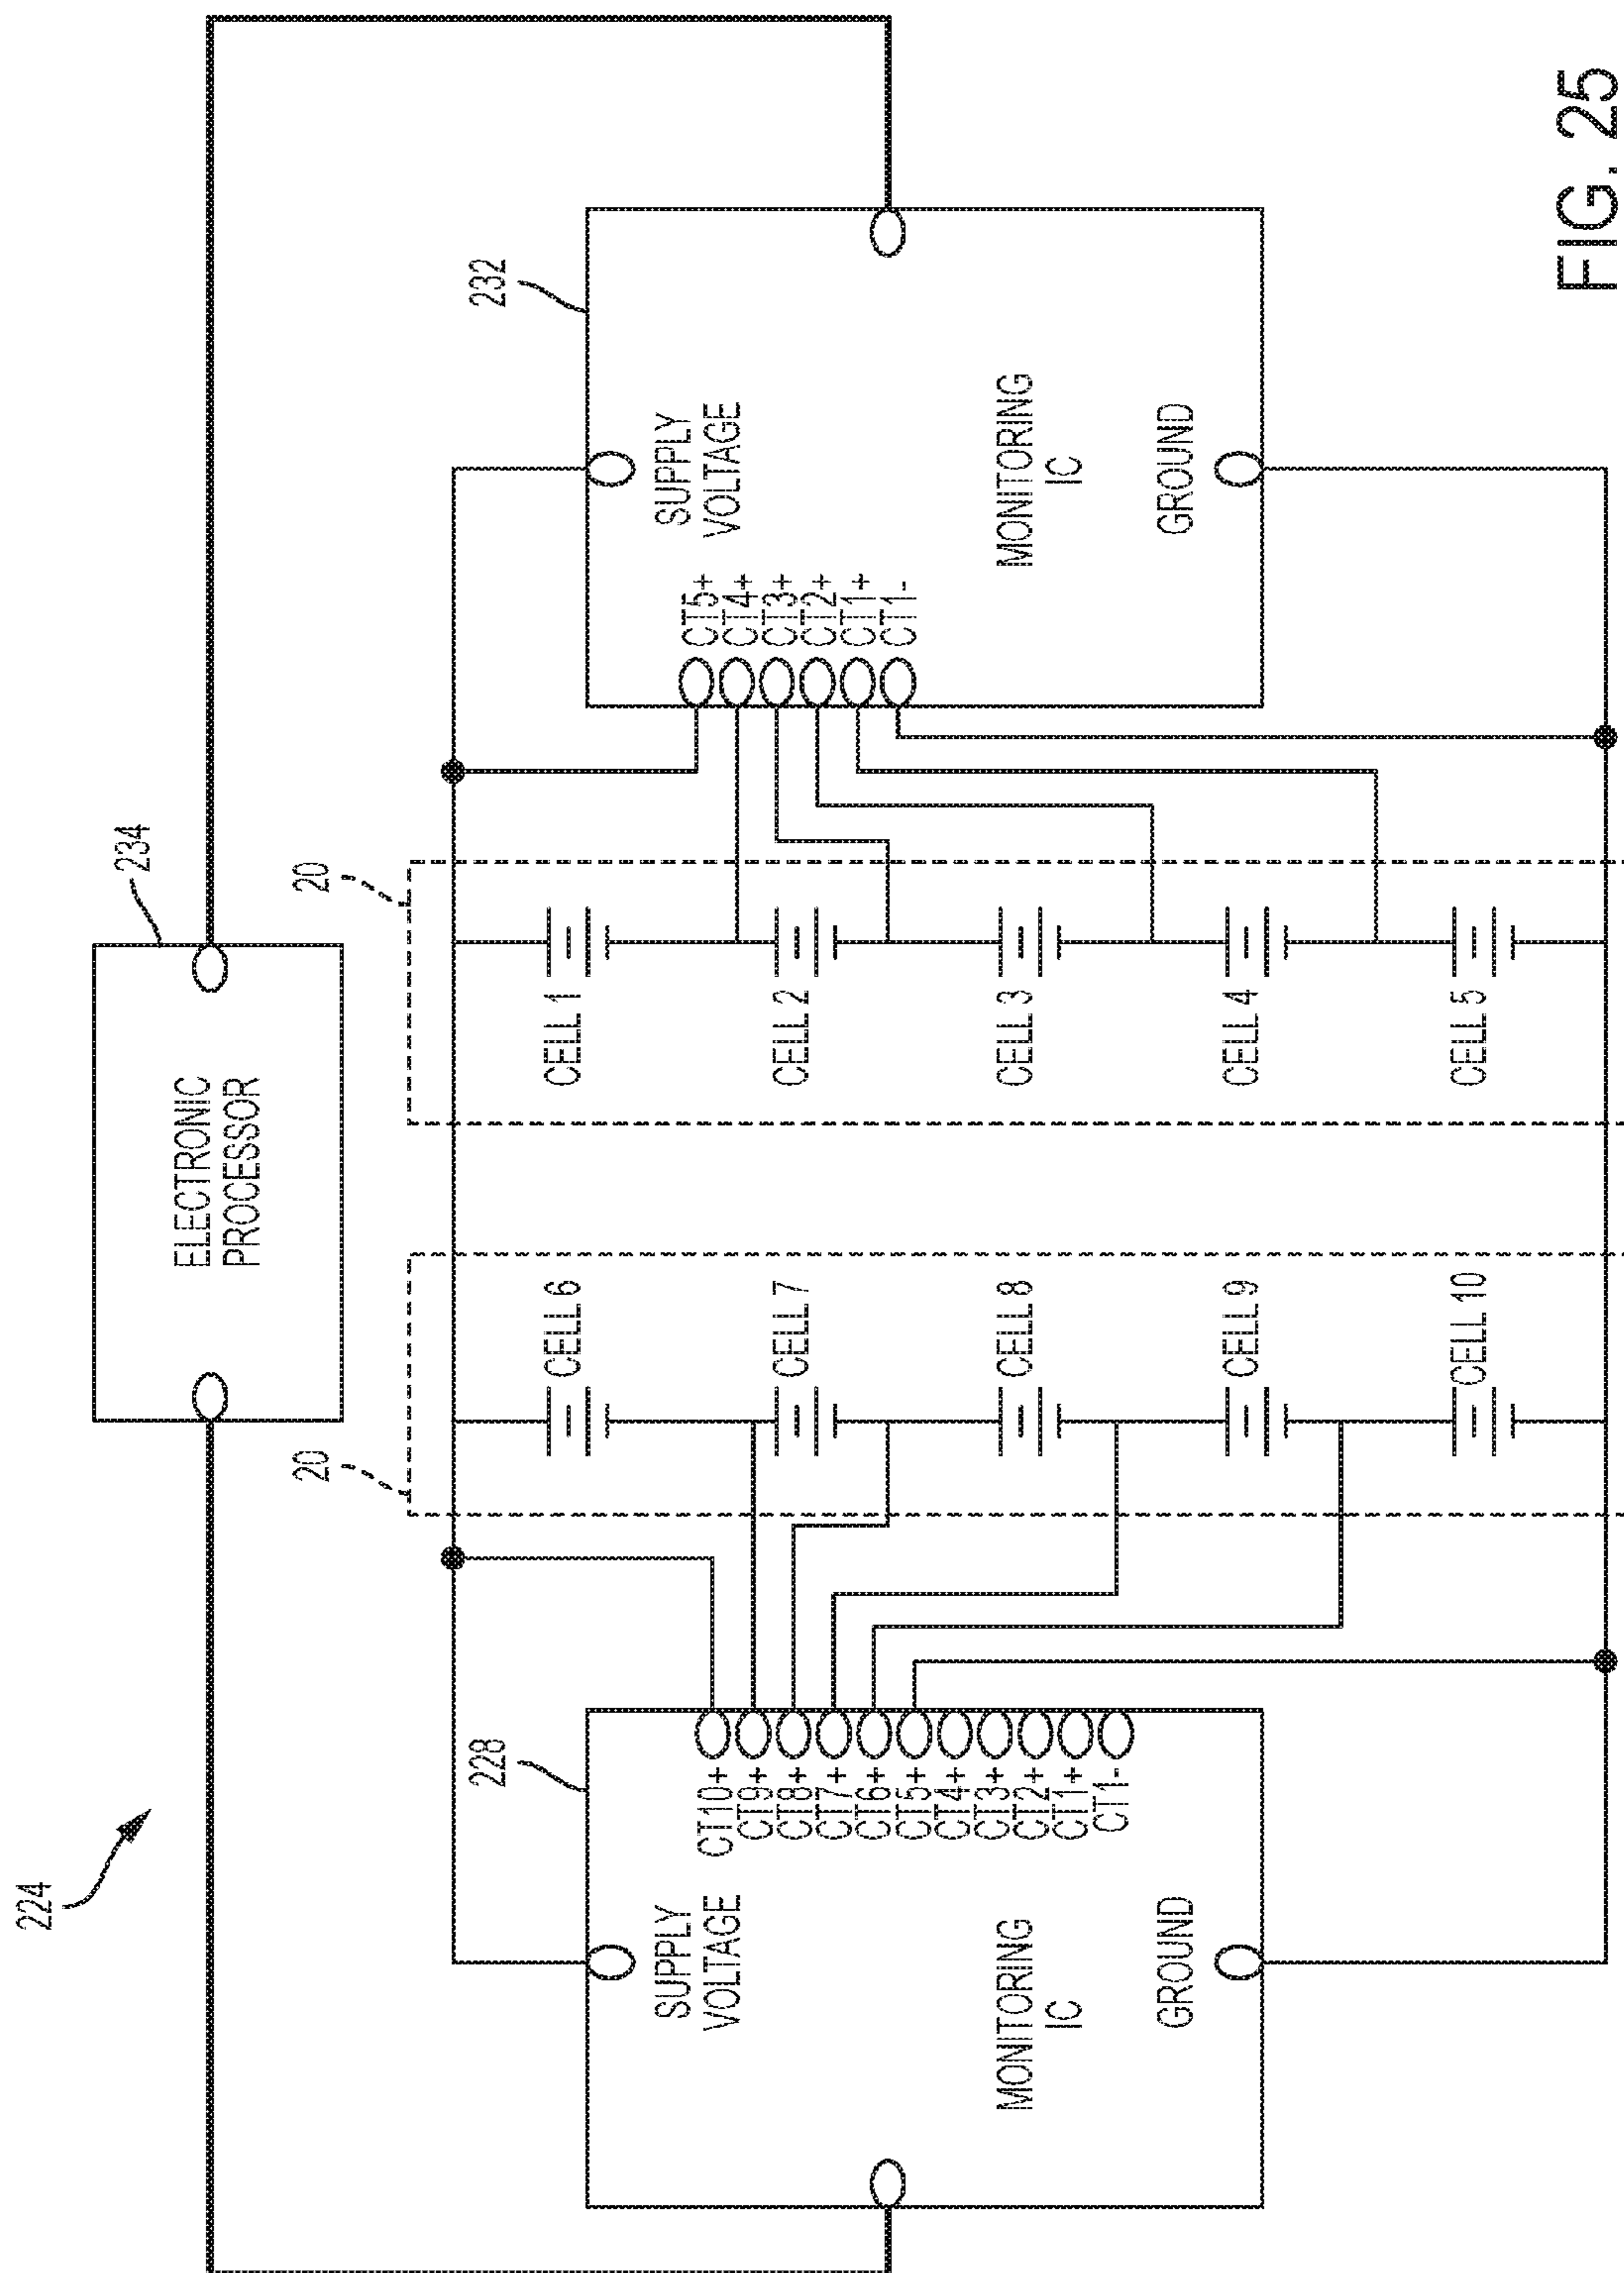 224
234
ELECTRONIC
PROCESSOR
228
SUPPLY
VOLTAGE
CT10+
CT9+
CT8+
CT7+
CT6+
CT5+
CT4+
CT3+
CT2+
CT1+
CT1-
MONITORING
IC
GROUND
20
CELL 6
CELL 7
CELL 8
CELL 9
CELL 10
20
CELL 1
CELL 2
CELL 3
CELL 4
CELL 5
232
SUPPLY
VOLTAGE
CT5+
CT4+
CT3+
CT2+
CT1+
CT1-
MONITORING
IC
GROUND
FIG. 25